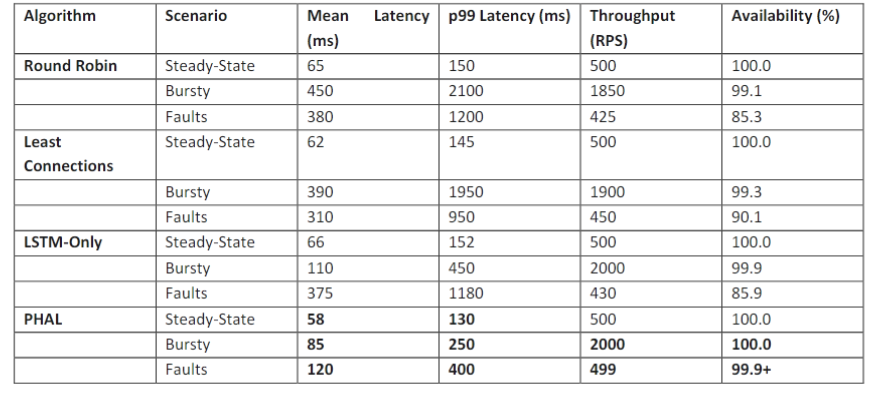 Algorithm Scenario Mean Latency (ms) p99 Latency (ms) Throughput (RPS) Availability (%)
Round Robin Steady-State 65 150 500 100.0
Bursty 450 2100 1850 99.1
Faults 380 1200 425 85.3
Least Connections Steady-State 62 145 500 100.0
Bursty 390 1950 1900 99.3
Faults 310 950 450 90.1
LSTM-Only Steady-State 66 152 500 100.0
Bursty 110 450 2000 99.9
Faults 375 1180 430 85.9
PHAL Steady-State 58 130 500 100.0
Bursty 85 250 2000 100.0
Faults 120 400 499 99.9+